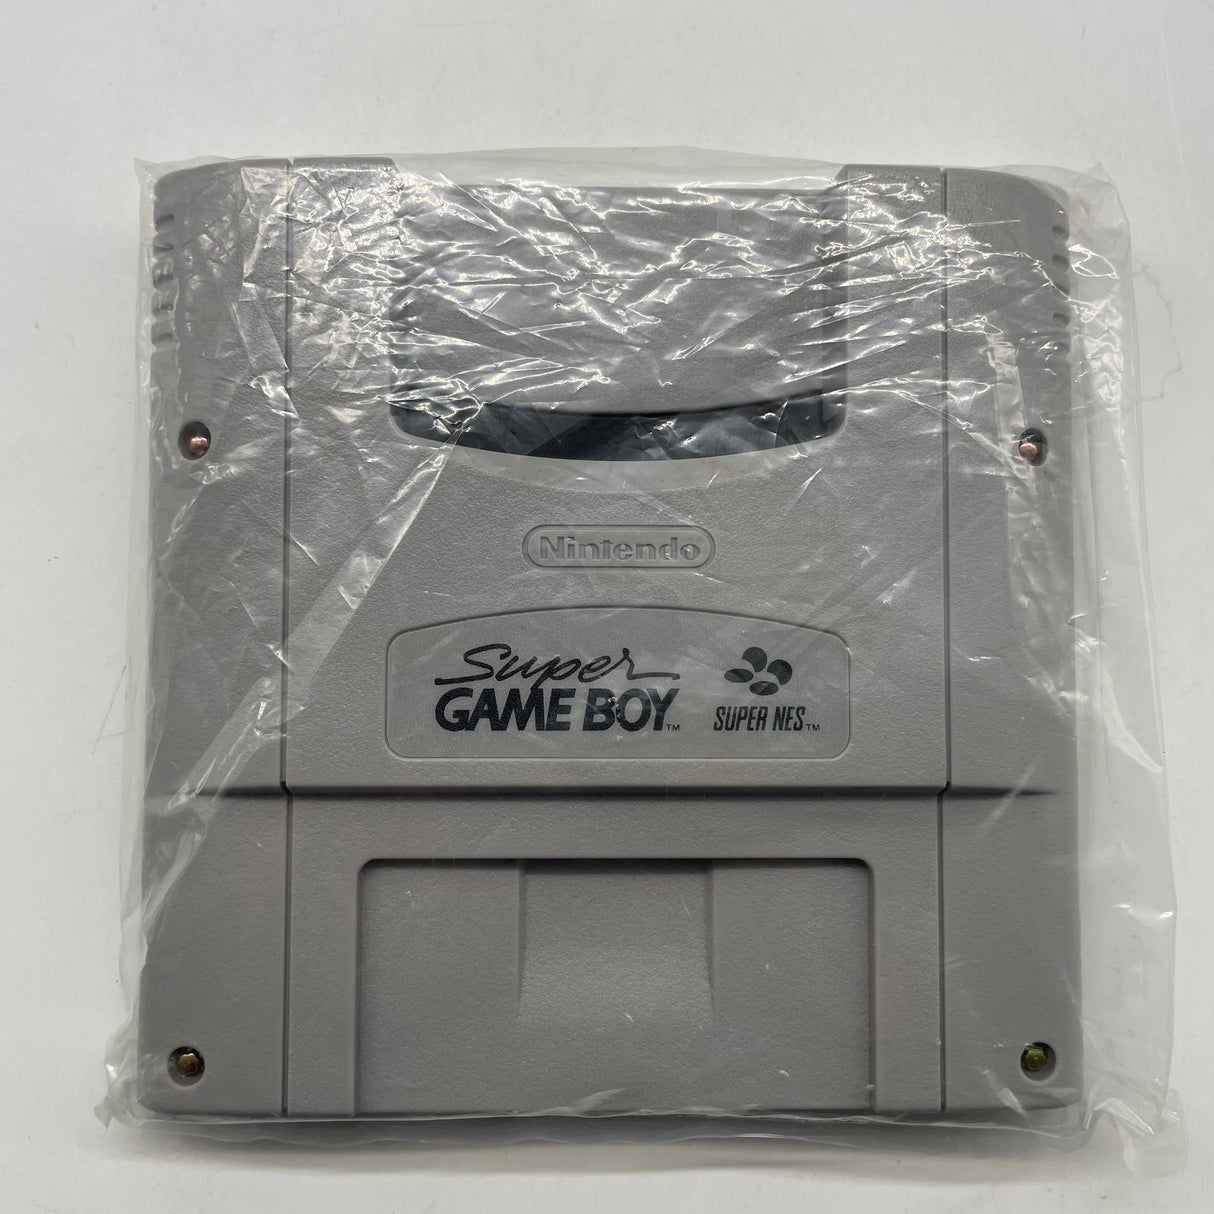 Nintendo
Super
GAME BOY™
SUPER NES™